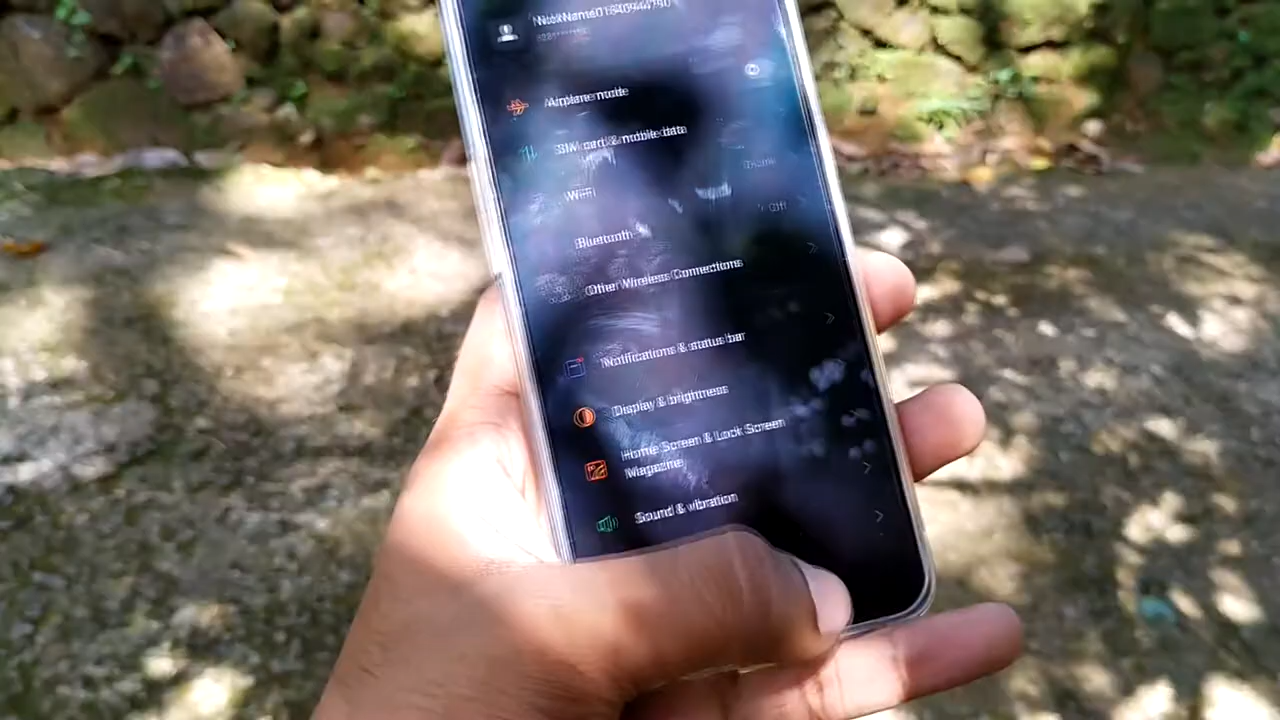 Airplane mode
SIM card & mobile data
WiFi
Off
Bluetooth
Other Wireless Connections
Notifications & status bar
Display & brightness
Home Screen & Lock Screen
Magazine
Sound & vibration